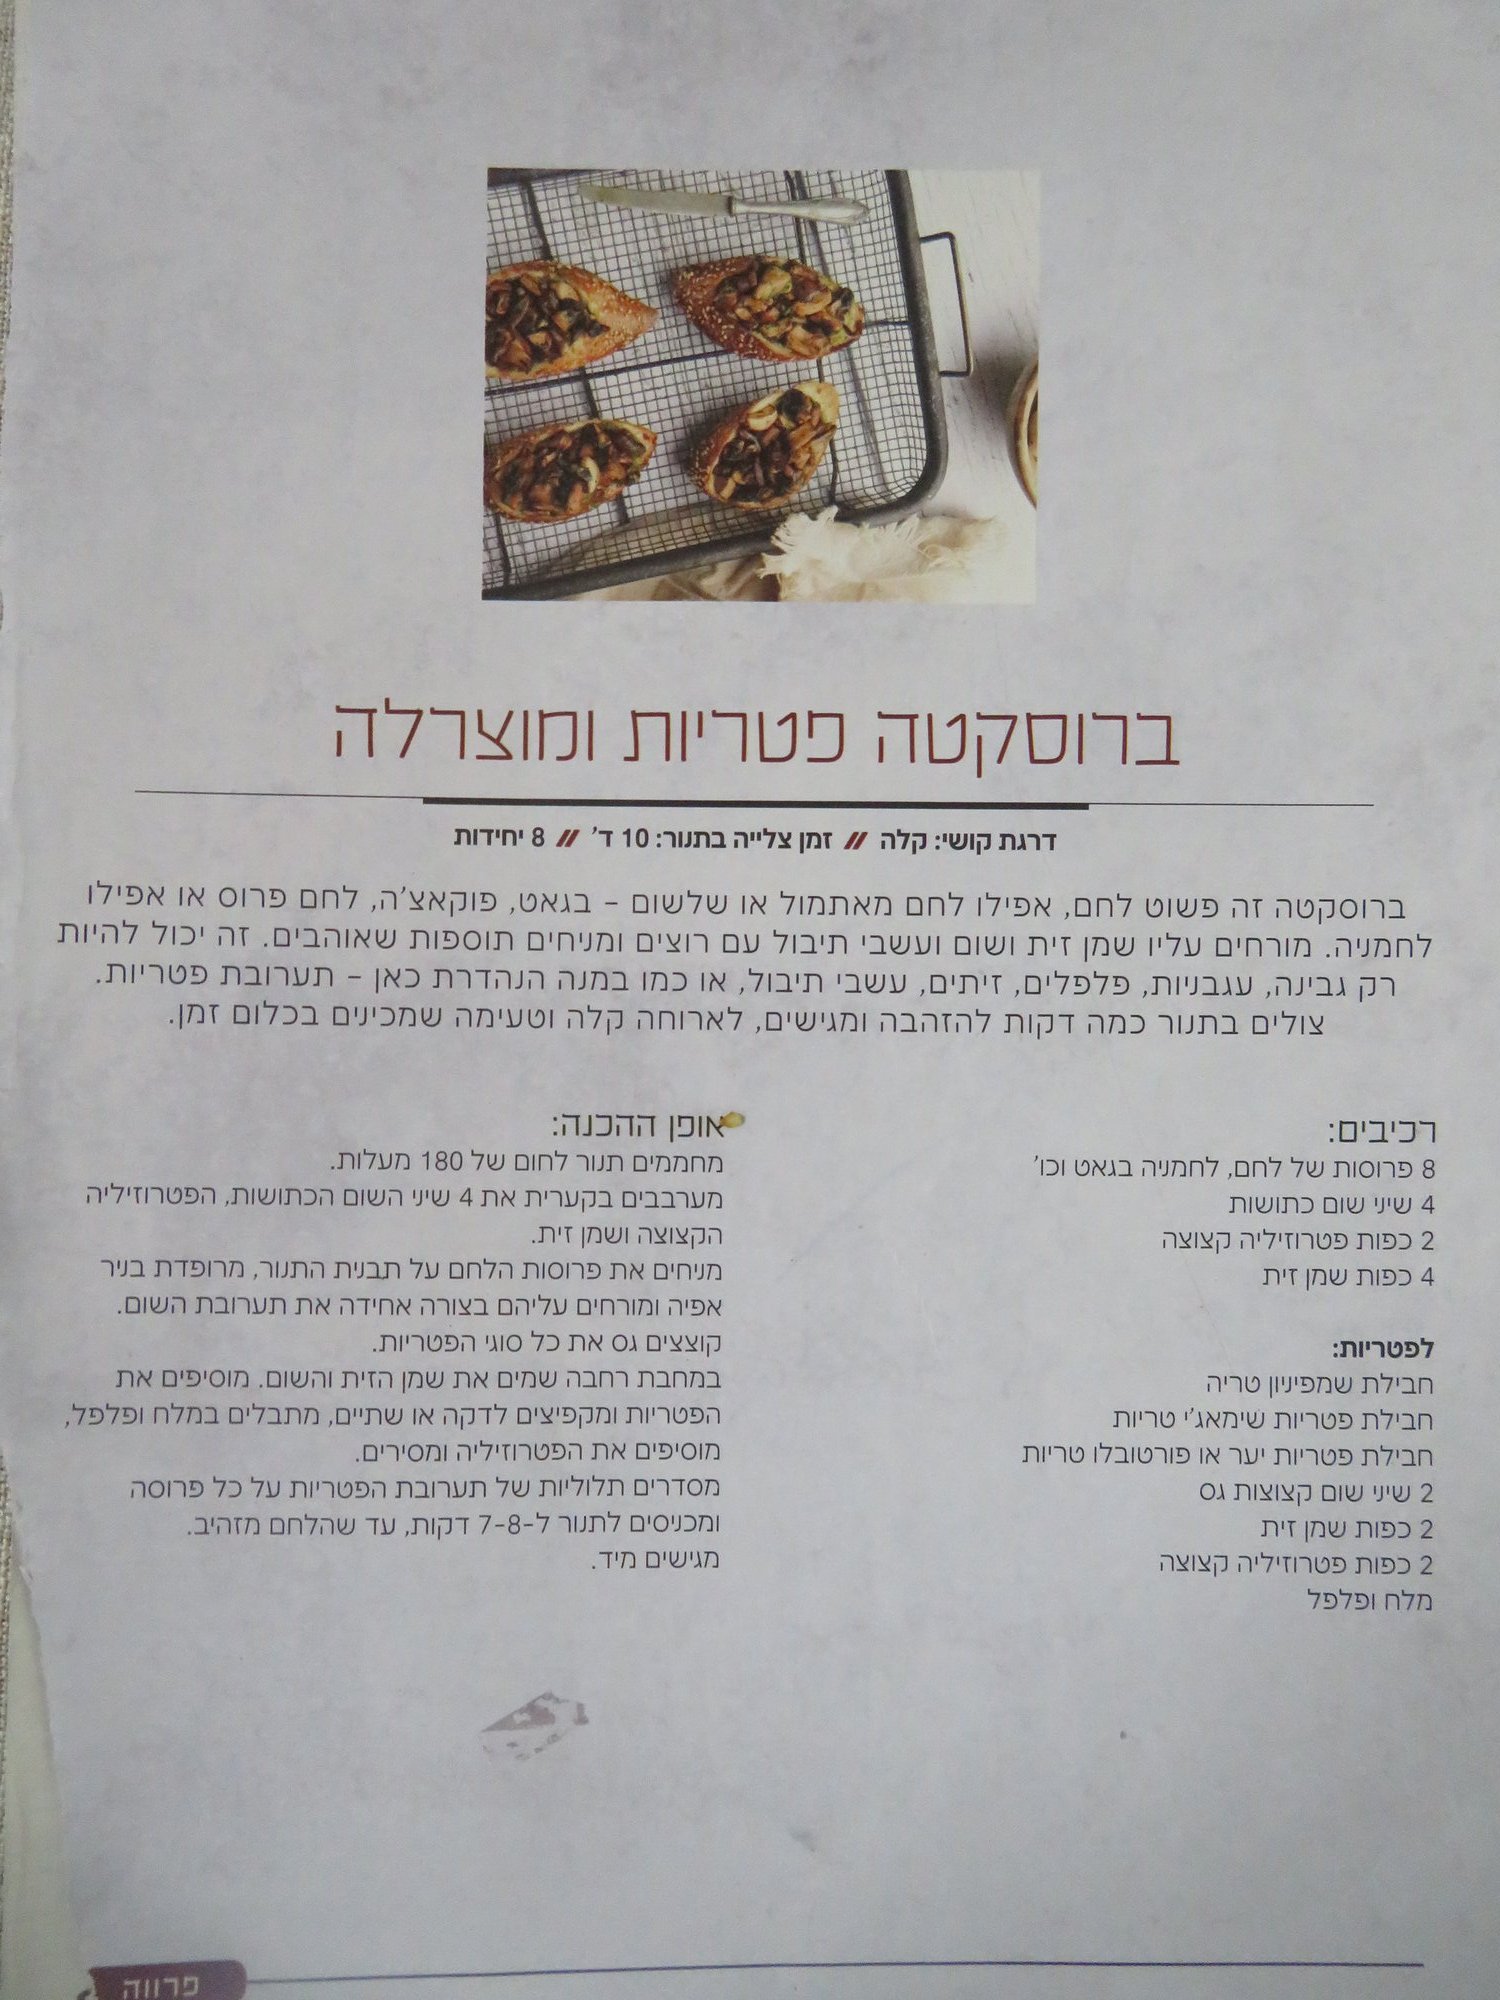 ברוסקטה פטריות ומוצרלה
דרגת קושי: קלה // זמן צלייה בתנור: 10 ד' // 8 יחידות
ברוסקטה זה פשוט לחם, אפילו לחם מאתמול או שלשום – בגאט, פוקאצ'ה, לחם פרוס או אפילו
לחמניה. מורחים עליו שמן זית ושום ועשבי תיבול עם רוצים ומניחים תוספות שאוהבים. זה יכול להיות
רק גבינה, עגבניות, פלפלים, זיתים, עשבי תיבול, או כמו במנה הנהדרת כאן – תערובת פטריות.
צולים בתנור כמה דקות להזהבה ומגישים, לארוחה קלה וטעימה שמכינים בכלום זמן.
רכיבים:
8 פרוסות של לחם, לחמניה בגאט וכו'
4 שיני שום כתושות
2 כפות פטרוזיליה קצוצה
4 כפות שמן זית
לפטריות:
חבילת שמפיניון טריה
חבילת פטריות שימאג'י טריות
חבילת פטריות יער או פורטובלו טריות
2 שיני שום קצוצות גס
2 כפות שמן זית
2 כפות פטרוזיליה קצוצה
מלח ופלפל
אופן ההכנה:
מחממים תנור לחום של 180 מעלות.
מערבבים בקערית את 4 שיני השום הכתושות, הפטרוזיליה
הקצוצה ושמן זית.
מניחים את פרוסות הלחם על תבנית התנור, מרופדת בניר
אפיה ומורחים עליהם בצורה אחידה את תערובת השום.
קוצצים גס את כל סוגי הפטריות.
במחבת רחבה שמים את שמן הזית והשום. מוסיפים את
הפטריות ומקפיצים לדקה או שתיים, מתבלים במלח ופלפל,
מוסיפים את הפטרוזיליה ומסירים.
מסדרים תלוליות של תערובת הפטריות על כל פרוסה
ומכניסים לתנור ל-7-8 דקות, עד שהלחם מזהיב.
מגישים מיד.
פרווה